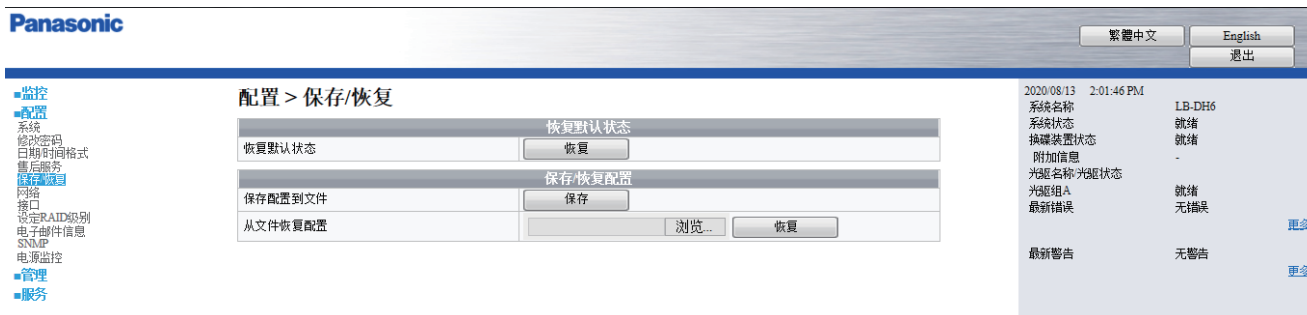 Panasonic
繁體中文
English
退出
■监控
■配置
系统
修改密码
日期/时间格式
售后服务
保存/恢复
网络
接口
设定RAID级别
电子邮件信息
SNMP
电源监控
■管理
■服务
配置 > 保存/恢复
恢复默认状态
恢复默认状态 恢复
保存/恢复配置
保存配置到文件 保存
从文件恢复配置 浏览... 恢复
2020/08/13 2:01:46 PM
系统名称 LB-DH6
系统状态 就绪
换碟装置状态 就绪
附加信息 -
光驱名称/光驱状态
光驱组A 就绪
最新错误 无错误
更多
最新警告 无警告
更多